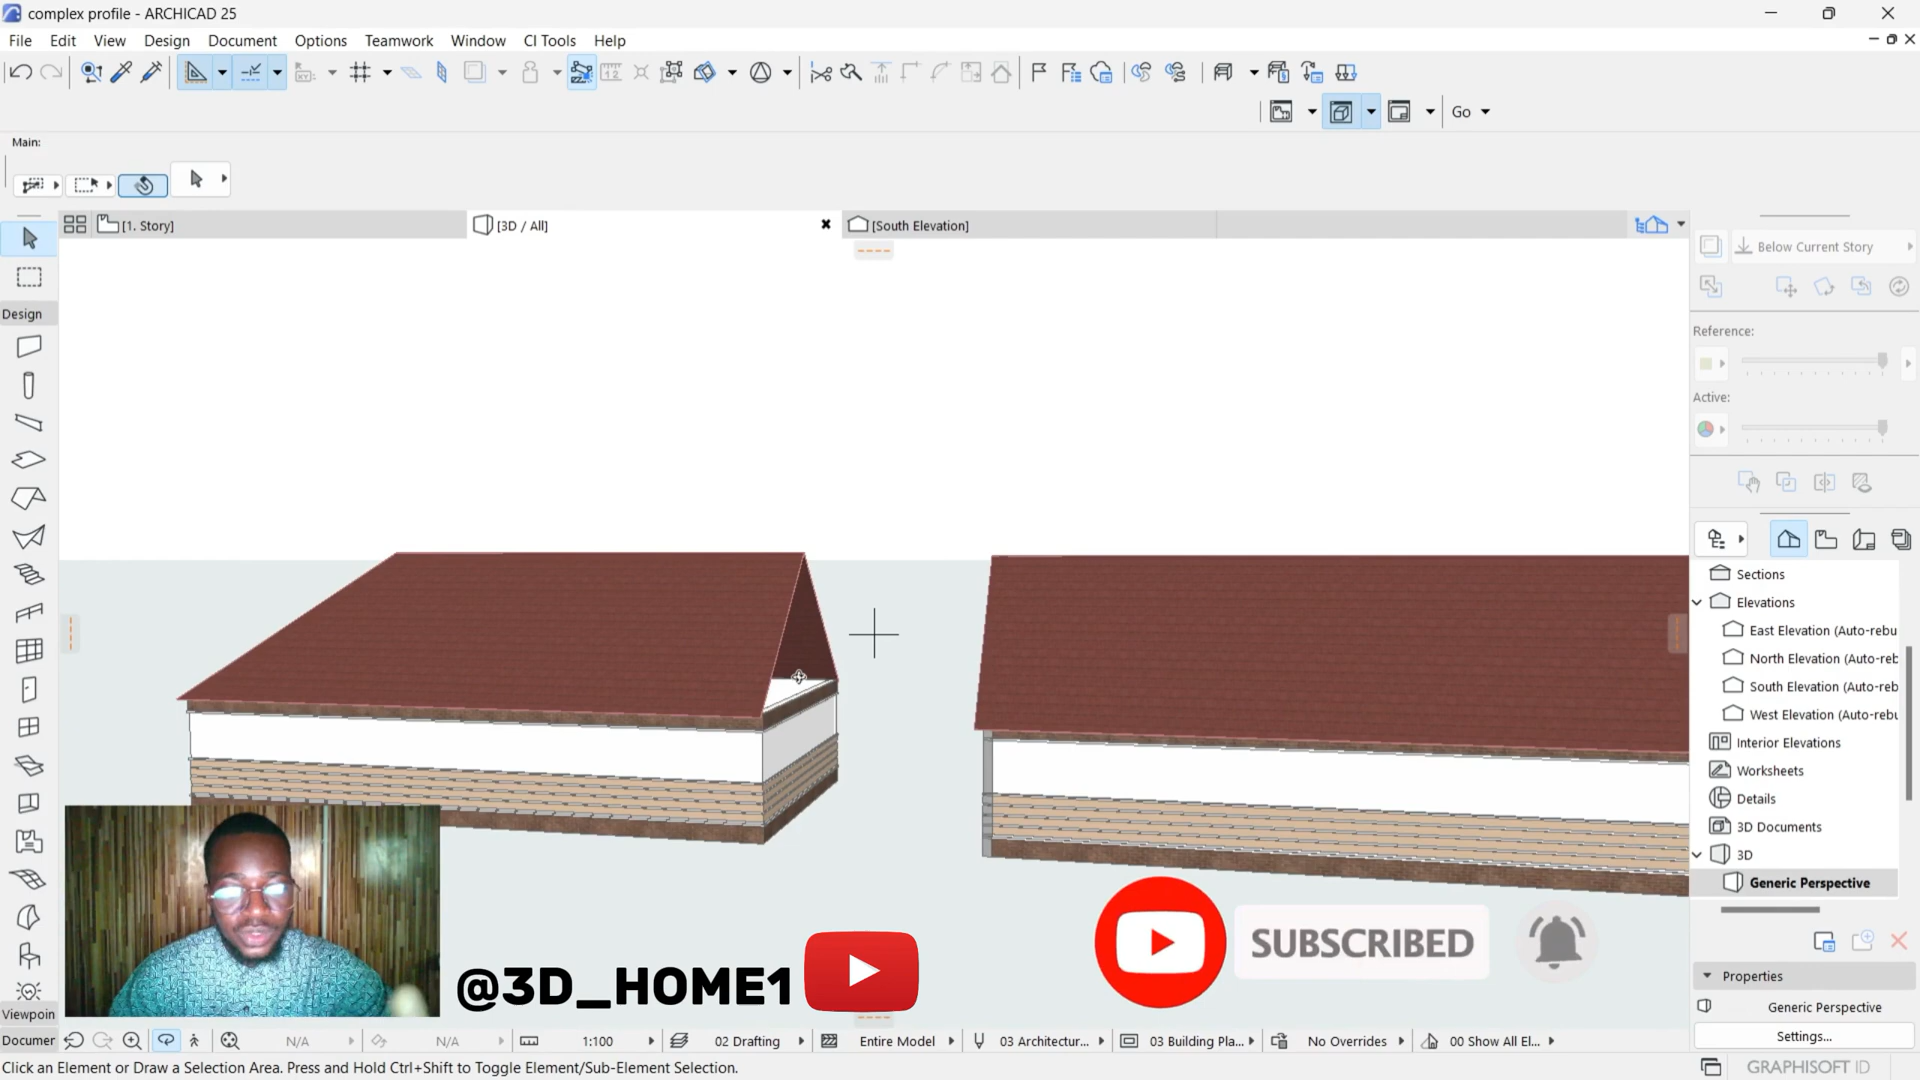 complex profile - ARCHICAD 25
File Edit View Design Document Options Teamwork Window CI Tools Help
Go
Main:
[1. Story] [3D / All] [South Elevation]
Below Current Story
Design
Reference:
Active:
Sections
Elevations
East Elevation (Auto-rebu
North Elevation (Auto-reb
South Elevation (Auto-reb
West Elevation (Auto-rebu
Interior Elevations
Worksheets
Details
3D Documents
3D
Generic Perspective
SUBSCRIBED
@3D_HOME1
Properties
Generic Perspective
Viewpoin
Settings...
Documer N/A N/A 1:100 02 Drafting Entire Model 03 Architectur... 03 Building Pla... No Overrides 00 Show All El...
Click an Element or Draw a Selection Area. Press and Hold Ctrl+Shift to Toggle Element/Sub-Element Selection.
GRAPHISOFT ID